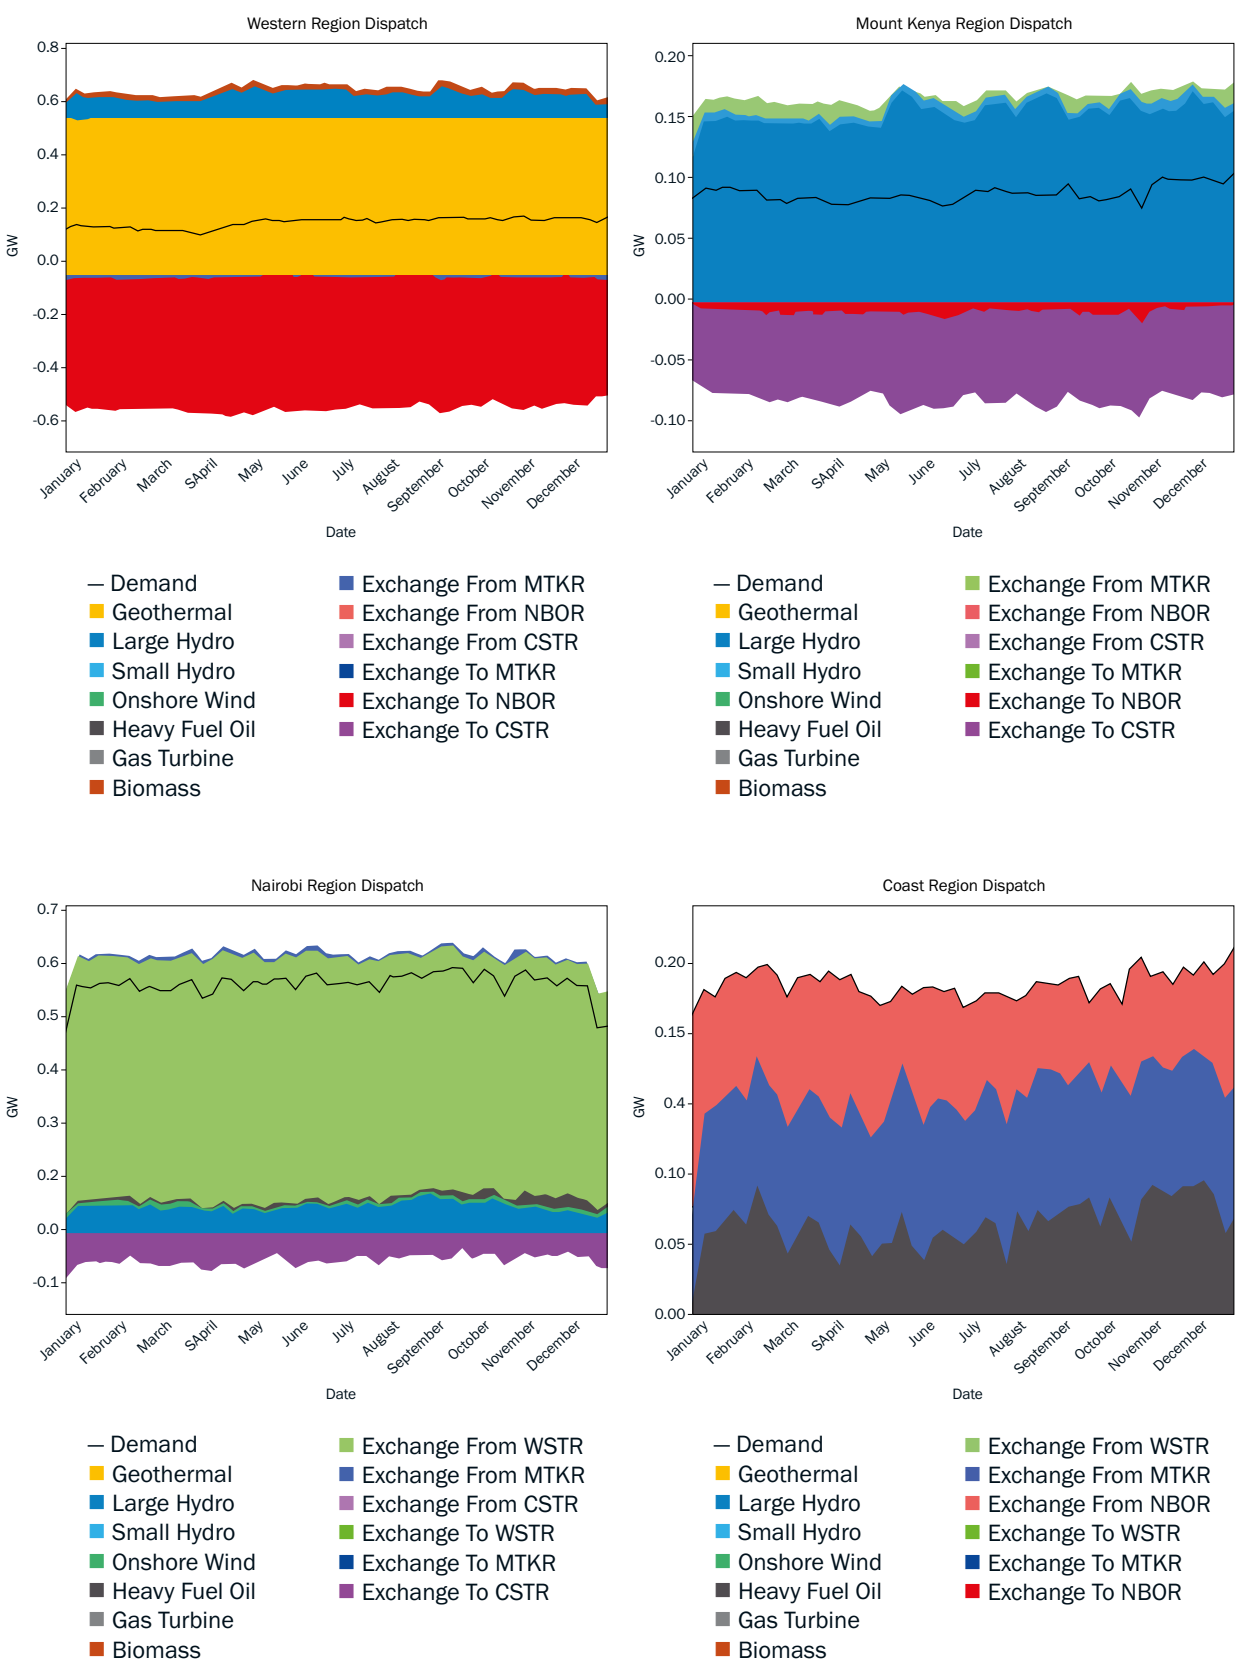 Western Region Dispatch
0.8
0.6
0.4
0.2
0.0
-0.2
-0.4
-0.6
GW
January
February
March
SApril
May
June
July
August
September
October
November
December
Date
Demand
Geothermal
Large Hydro
Small Hydro
Onshore Wind
Heavy Fuel Oil
Gas Turbine
Biomass
Exchange From MTKR
Exchange From NBOR
Exchange From CSTR
Exchange To MTKR
Exchange To NBOR
Exchange To CSTR
Mount Kenya Region Dispatch
0.20
0.15
0.10
0.05
0.00
-0.05
-0.10
GW
January
February
March
SApril
May
June
July
August
September
October
November
December
Date
Demand
Geothermal
Large Hydro
Small Hydro
Onshore Wind
Heavy Fuel Oil
Gas Turbine
Biomass
Exchange From MTKR
Exchange From NBOR
Exchange From CSTR
Exchange To MTKR
Exchange To NBOR
Exchange To CSTR
Nairobi Region Dispatch
0.7
0.6
0.5
0.4
0.3
0.2
0.0
-0.1
GW
January
February
March
SApril
May
June
July
August
September
October
November
December
Date
Demand
Geothermal
Large Hydro
Small Hydro
Onshore Wind
Heavy Fuel Oil
Gas Turbine
Biomass
Exchange From WSTR
Exchange From MTKR
Exchange From CSTR
Exchange To WSTR
Exchange To MTKR
Exchange To CSTR
Coast Region Dispatch
0.20
0.15
0.4
0.10
0.05
0.00
GW
January
February
March
SApril
May
June
July
August
September
October
November
December
Date
Demand
Geothermal
Large Hydro
Small Hydro
Onshore Wind
Heavy Fuel Oil
Gas Turbine
Biomass
Exchange From WSTR
Exchange From MTKR
Exchange From NBOR
Exchange To WSTR
Exchange To MTKR
Exchange To NBOR